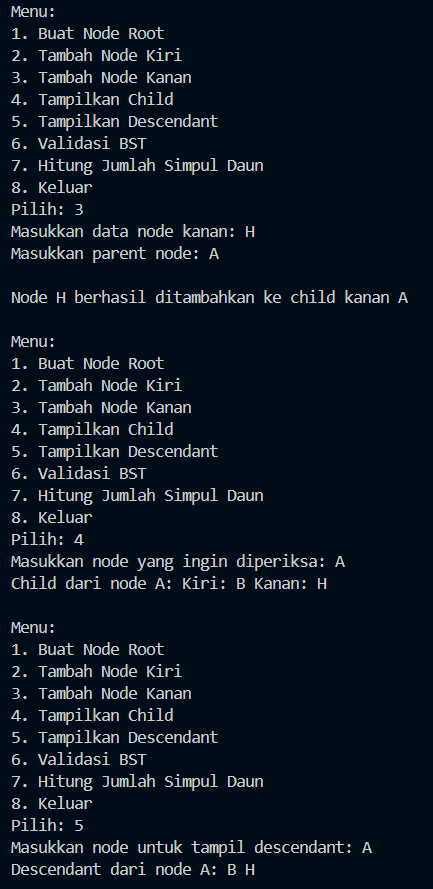 Menu:
1. Buat Node Root
2. Tambah Node Kiri
3. Tambah Node Kanan
4. Tampilkan Child
5. Tampilkan Descendant
6. Validasi BST
7. Hitung Jumlah Simpul Daun
8. Keluar
Pilih: 3
Masukkan data node kanan: H
Masukkan parent node: A
Node H berhasil ditambahkan ke child kanan A
Menu:
1. Buat Node Root
2. Tambah Node Kiri
3. Tambah Node Kanan
4. Tampilkan Child
5. Tampilkan Descendant
6. Validasi BST
7. Hitung Jumlah Simpul Daun
8. Keluar
Pilih: 4
Masukkan node yang ingin diperiksa: A
Child dari node A: Kiri: B Kanan: H
Menu:
1. Buat Node Root
2. Tambah Node Kiri
3. Tambah Node Kanan
4. Tampilkan Child
5. Tampilkan Descendant
6. Validasi BST
7. Hitung Jumlah Simpul Daun
8. Keluar
Pilih: 5
Masukkan node untuk tampil descendant: A
Descendant dari node A: B H